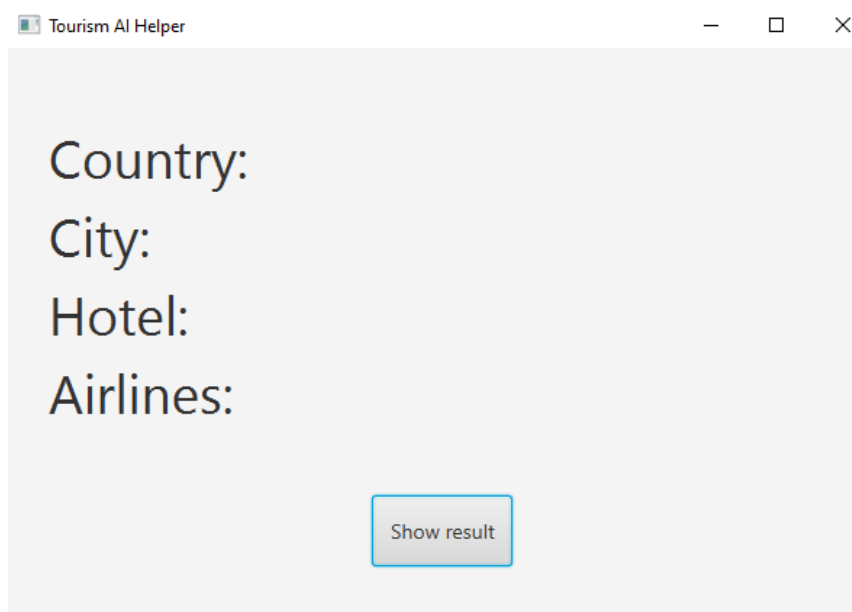 Tourism AI Helper
Country:
City:
Hotel:
Airlines:
Show result